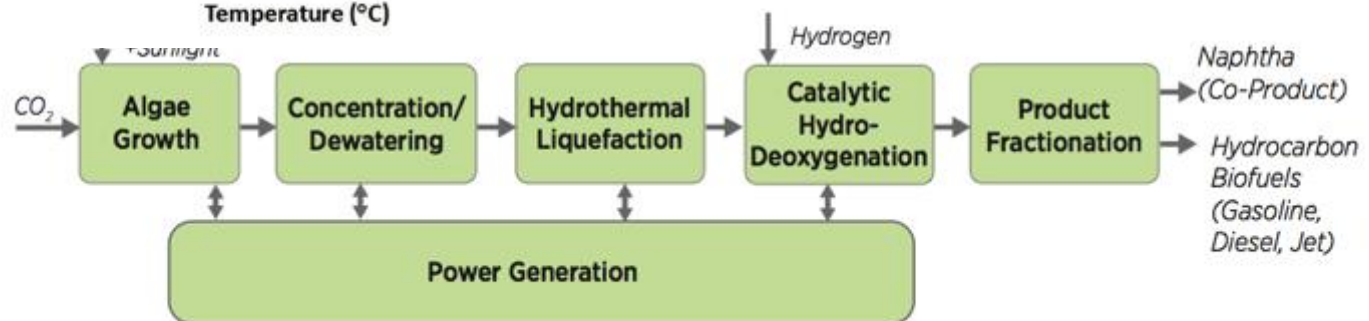 Temperature (°C)
+Sunlight
Hydrogen
CO₂
Algae
Growth
Concentration/
Dewatering
Hydrothermal
Liquefaction
Catalytic
Hydro-
Deoxygenation
Product
Fractionation
Naphtha
(Co-Product)
Hydrocarbon
Biofuels
(Gasoline,
Diesel, Jet)
Power Generation